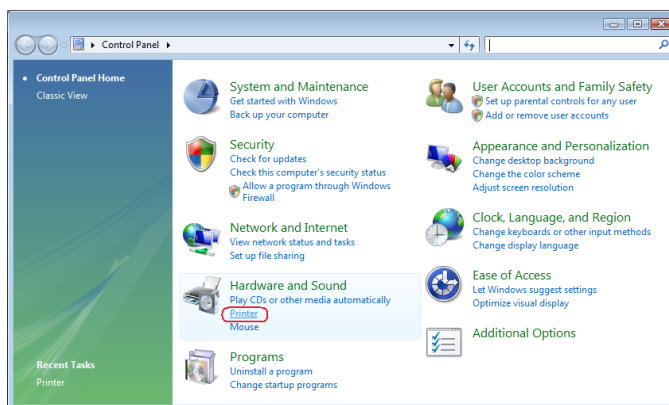 Control Panel
Control Panel Home
Classic View
Recent Tasks
Printer
System and Maintenance
Get started with Windows
Back up your computer
Security
Check for updates
Check this computer's security status
Allow a program through Windows
Firewall
Network and Internet
View network status and tasks
Set up file sharing
Hardware and Sound
Play CDs or other media automatically
Printer
Mouse
Programs
Uninstall a program
Change startup programs
User Accounts and Family Safety
Set up parental controls for any user
Add or remove user accounts
Appearance and Personalization
Change desktop background
Change the color scheme
Adjust screen resolution
Clock, Language, and Region
Change keyboards or other input methods
Change display language
Ease of Access
Let Windows suggest settings
Optimize visual display
Additional Options